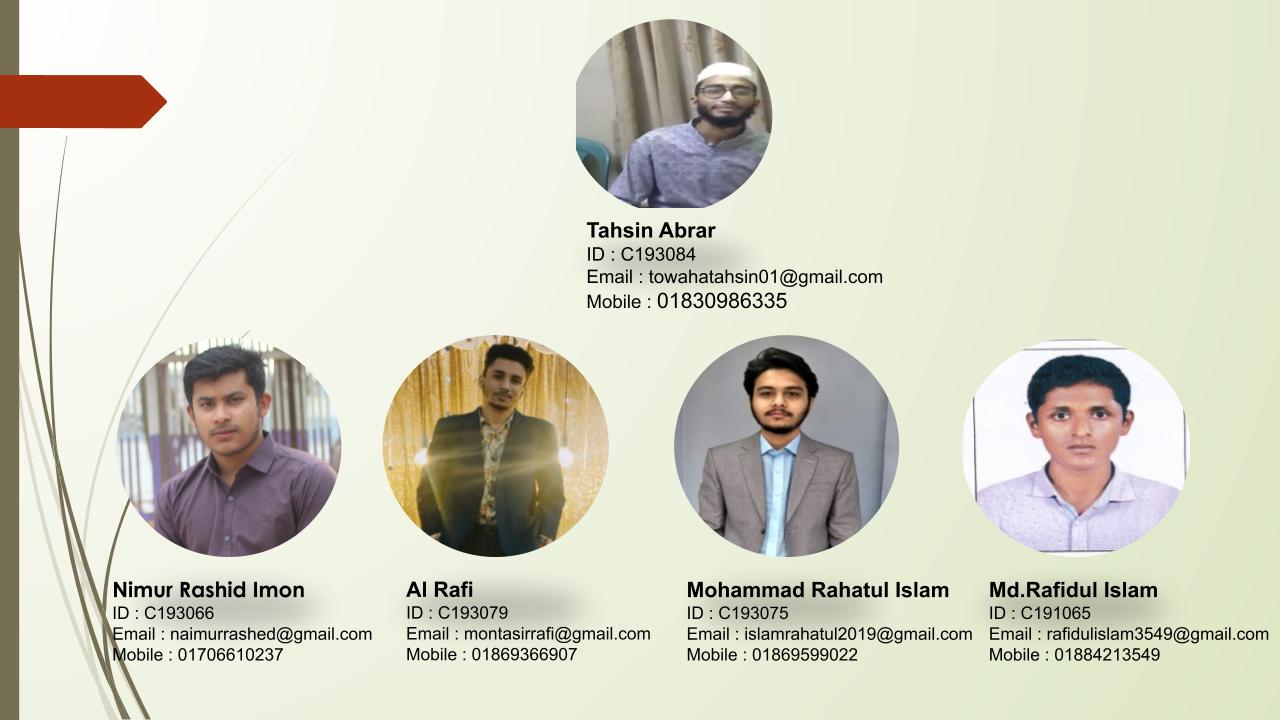 Tahsin Abrar
ID : C193084
Email : towahatahsin01@gmail.com
Mobile : 01830986335
Nimur Rashid Imon
ID : C193066
Email : naimurrashed@gmail.com
Mobile : 01706610237
Al Rafi
ID : C193079
Email : montasirrafi@gmail.com
Mobile : 01869366907
Mohammad Rahatul Islam
ID : C193075
Email : islamrahatul2019@gmail.com
Mobile : 01869599022
Md.Rafidul Islam
ID : C191065
Email : rafidulislam3549@gmail.com
Mobile : 01884213549